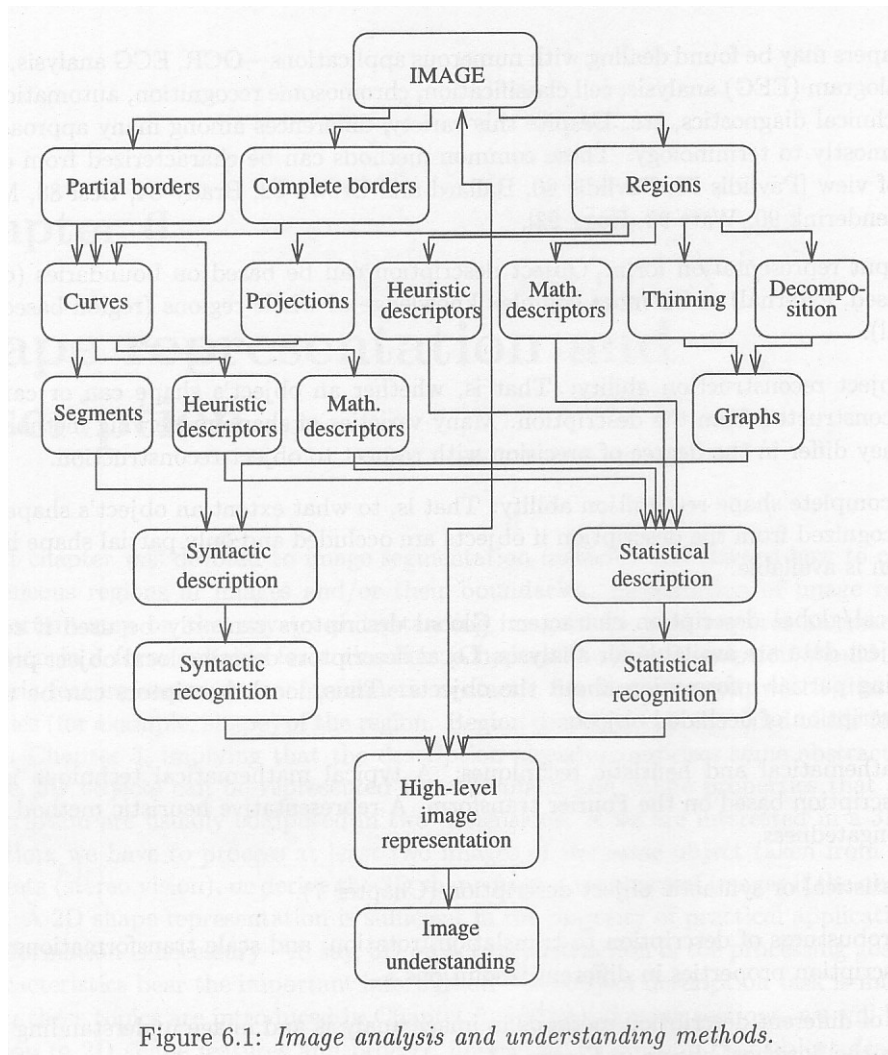 IMAGE
Partial borders
Complete borders
Regions
Curves
Projections
Heuristic
descriptors
Math.
descriptors
Thinning
Decompo-
sition
Segments
Heuristic
descriptors
Math.
descriptors
Graphs
Syntactic
description
Statistical
description
Syntactic
recognition
Statistical
recognition
High-level
image
representation
Image
understanding
Figure 6.1: Image analysis and understanding methods.